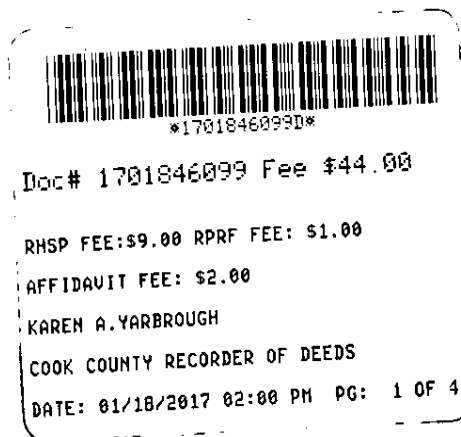 *1701846099D*
Doc# 1701846099 Fee $44.00
RHSP FEE:$9.00 RPRF FEE: $1.00
AFFIDAVIT FEE: $2.00
KAREN A.YARBROUGH
COOK COUNTY RECORDER OF DEEDS
DATE: 01/18/2017 02:00 PM PG: 1 OF 4